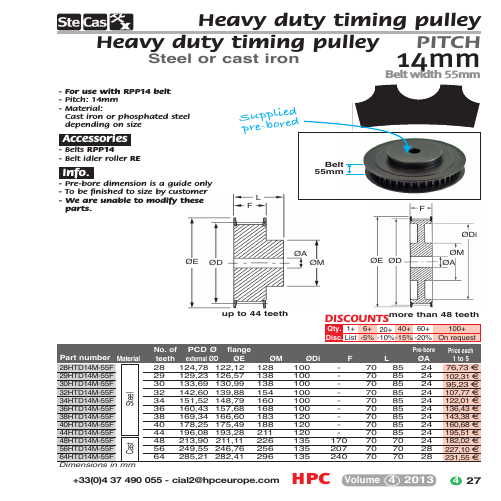 SteCas
Heavy duty timing pulley
Heavy duty timing pulley PITCH
Steel or cast iron 14mm
Belt width 55mm
- For use with RPP14 belt
- Pitch: 14mm
- Material:
Cast iron or phosphated steel
depending on size
Accessories
- Belts RPP14
- Belt idler roller RE
Info.
- Pre-bore dimension is a guide only
- To be finished to size by customer
- We are unable to modify these
parts.
Supplied
pre-bored
Belt
55mm
L
F
ØE ØD ØA ØM
up to 44 teeth
F
ØE ØD ØA ØM ØDi
more than 48 teeth
DISCOUNTS
Qty. 1+ 6+ 20+ 40+ 60+ 100+
Disc List -5% -10% -15% -20% On request
Part number Material No. of teeth PCD Ø external ØD flange ØE ØM ØDi F L Pre-bore ØA Price each 1 to 5
Steel
28HTD14M-55F 28 124,78 122,12 128 100 - 70 85 24 76,73 €
29HTD14M-55F 29 129,23 126,57 138 100 - 70 85 24 102,31 €
30HTD14M-55F 30 133,69 130,99 138 100 - 70 85 24 95,23 €
32HTD14M-55F 32 142,60 139,88 154 100 - 70 85 24 107,77 €
34HTD14M-55F 34 151,52 148,79 160 100 - 70 85 24 122,01 €
36HTD14M-55F 36 160,43 157,68 168 100 - 70 85 24 136,43 €
38HTD14M-55F 38 169,34 166,60 183 120 - 70 85 24 143,38 €
40HTD14M-55F 40 178,25 175,49 188 120 - 70 85 24 160,68 €
44HTD14M-55F 44 196,08 193,28 211 120 - 70 85 24 195,51 €
Cast
48HTD14M-55F 48 213,90 211,11 226 135 170 70 70 24 182,02 €
56HTD14M-55F 56 249,55 246,76 256 135 207 70 70 28 227,10 €
64HTD14M-55F 64 285,21 282,41 296 135 240 70 70 28 231,55 €
Dimensions in mm
+33(0)4 37 490 055 - cial2@hpceurope.com HPC Volume 4 2013 4 27